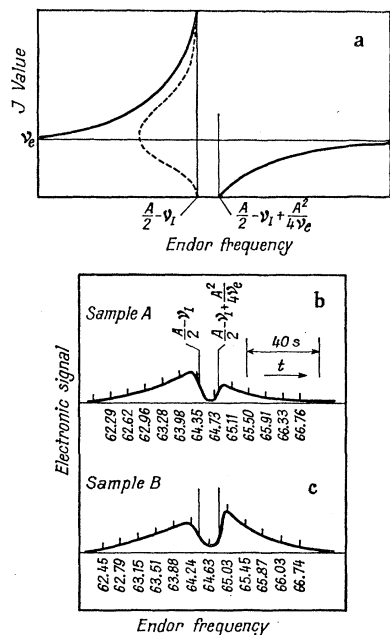 a
J Value
νe
A/2-νI
A/2-νI+A²/4νe
Endor frequency
b
Sample A
A/2-νI
A/2-νI+A²/4νe
40 s
t
62.29 62.62 62.96 63.28 63.98 64.35 64.73 65.11 65.50 65.91 66.33 66.76
Electronic signal
Sample B
c
62.45 62.79 63.15 63.51 63.88 64.24 64.63 65.03 65.45 65.87 66.03 66.74
Endor frequency